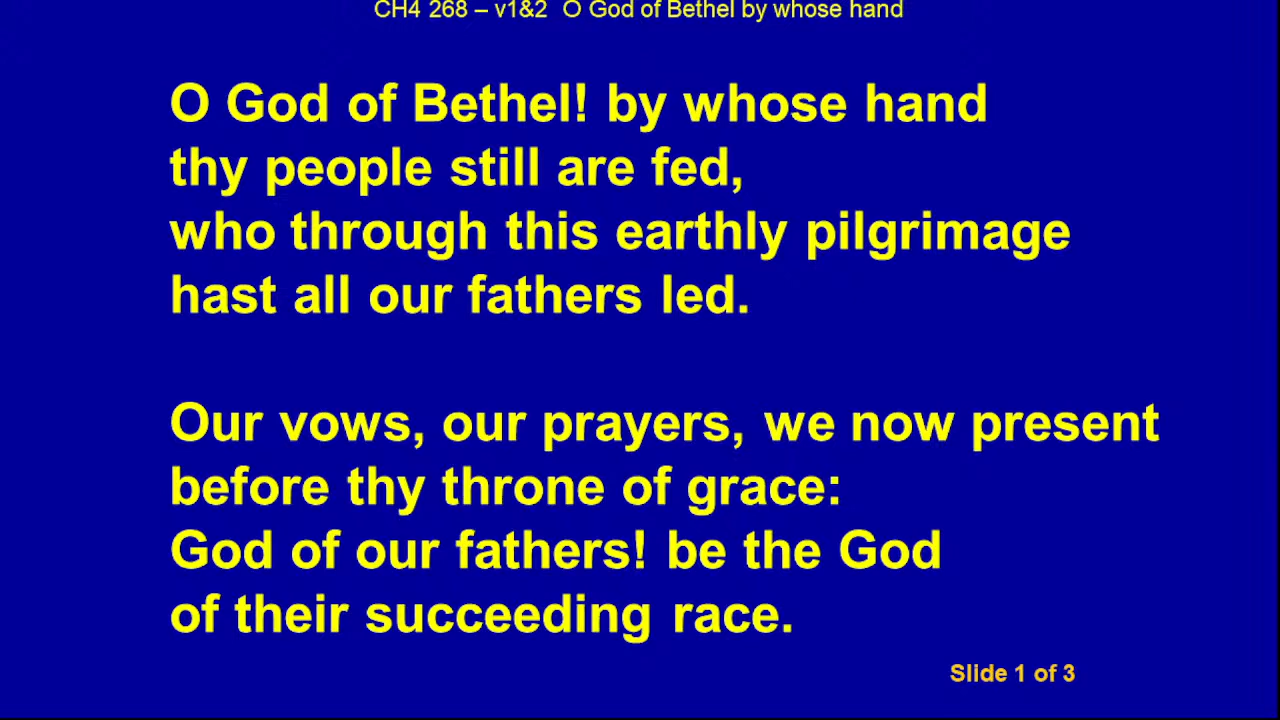 CH4 268 – v1&2 O God of Bethel by whose hand
O God of Bethel! by whose hand
thy people still are fed,
who through this earthly pilgrimage
hast all our fathers led.
Our vows, our prayers, we now present
before thy throne of grace:
God of our fathers! be the God
of their succeeding race.
Slide 1 of 3